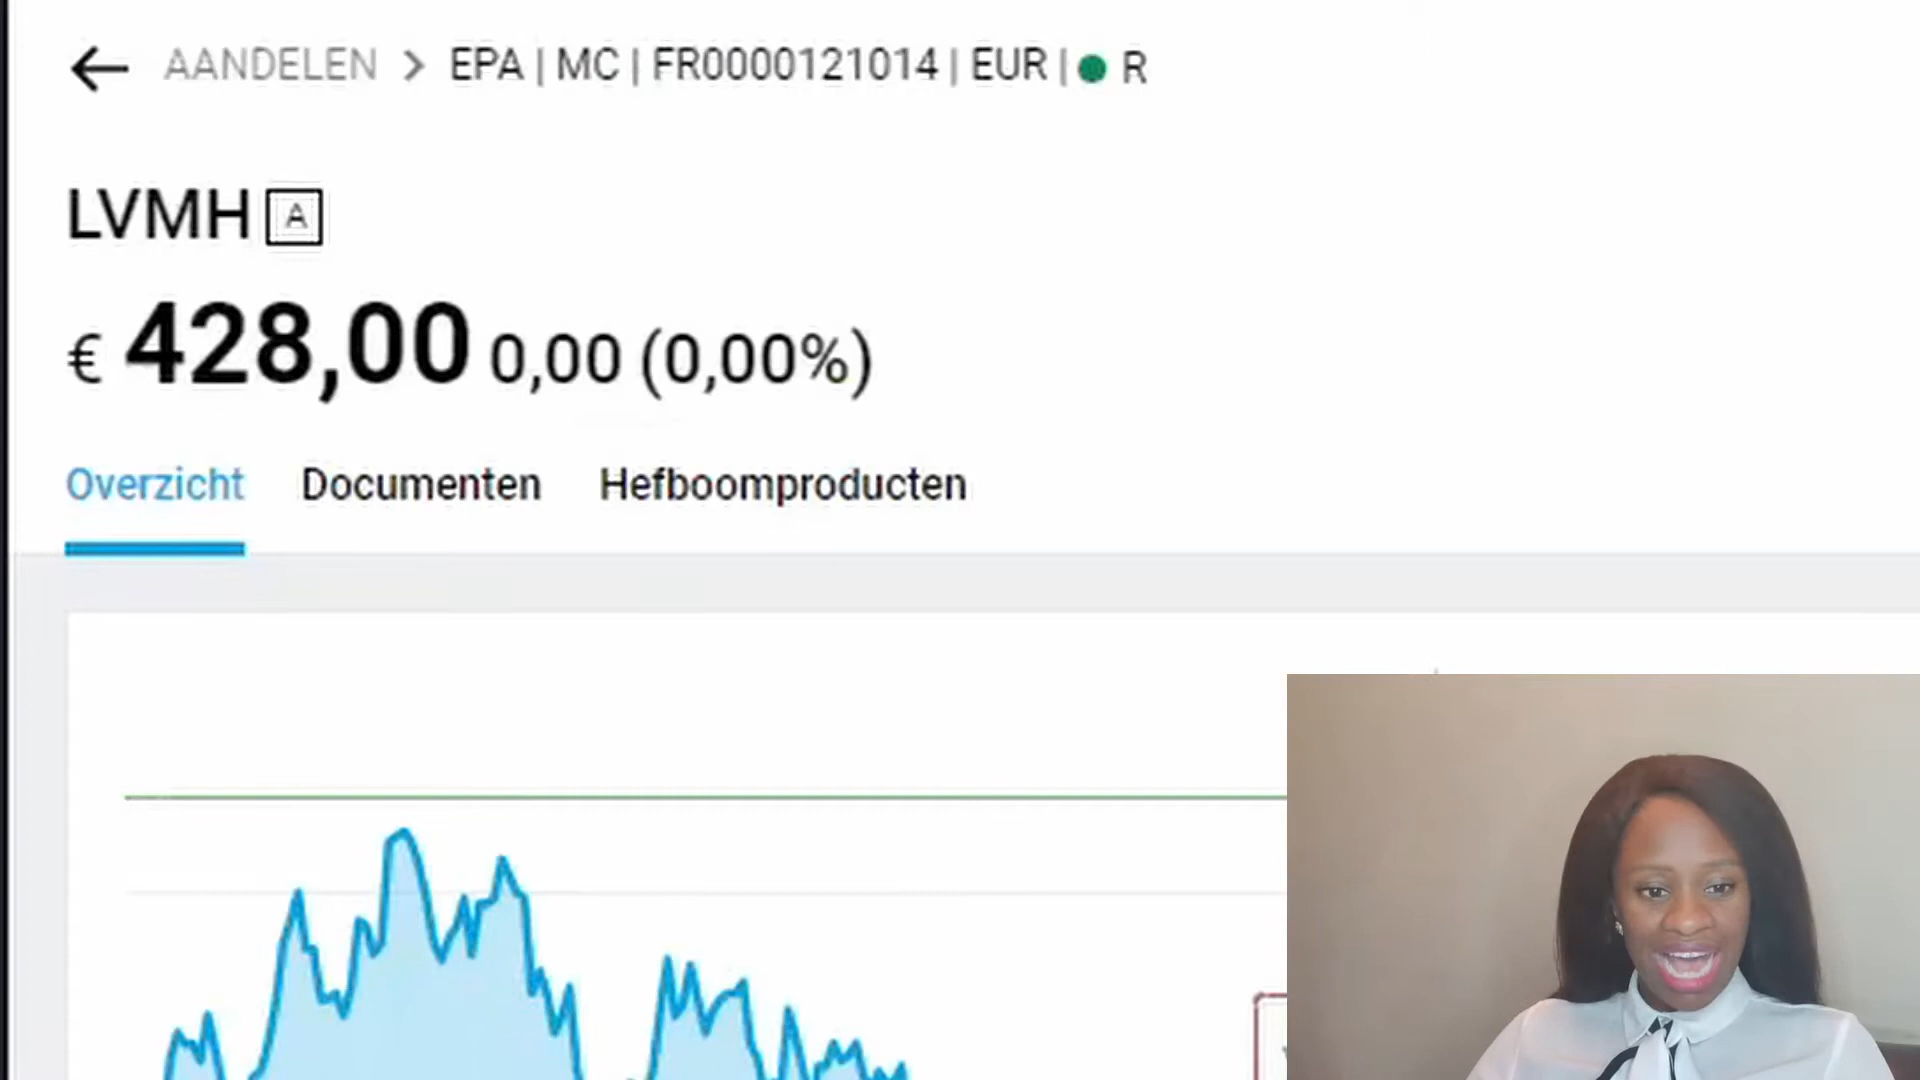 AANDELEN > EPA | MC | FR0000121014 | EUR | R
LVMH A
€ 428,00 0,00 (0,00%)
Overzicht Documenten Hefboomproducten